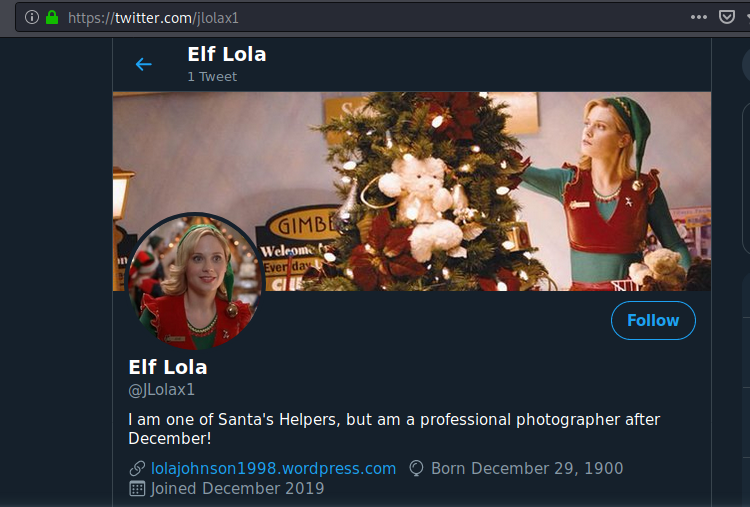 https://twitter.com/jlolax1
Elf Lola
1 Tweet
GIMBE
Welcom
Every day
Follow
Elf Lola
@JLolax1
I am one of Santa's Helpers, but am a professional photographer after
December!
lolajohnson1998.wordpress.com Born December 29, 1900
Joined December 2019